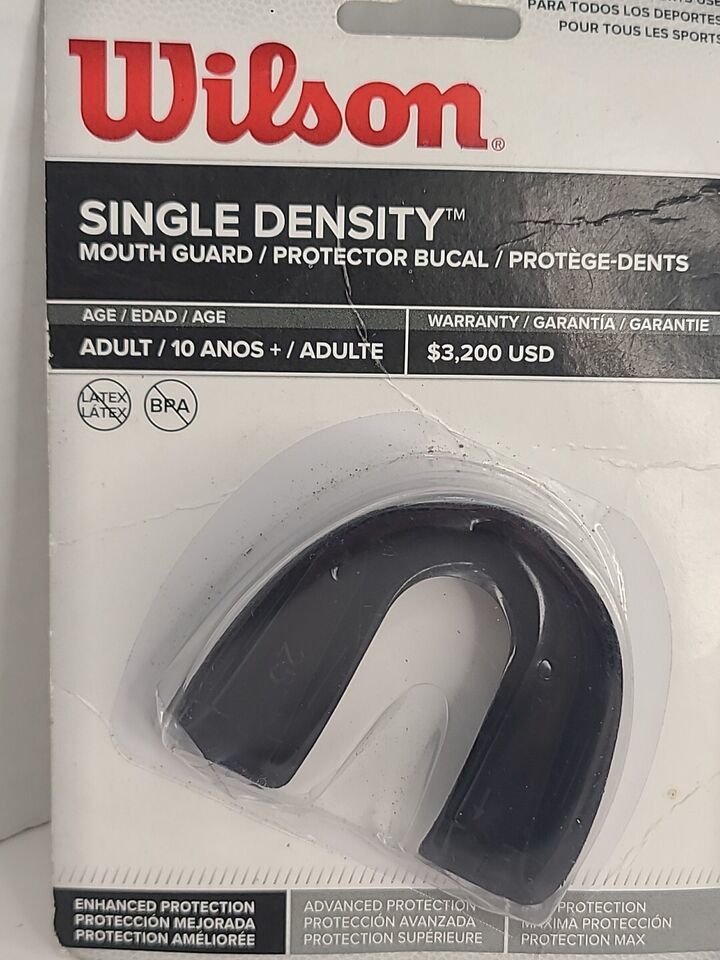 PARA TODOS LOS DEPORTES
POUR TOUS LES SPORTS
Wilson®
SINGLE DENSITY™
MOUTH GUARD / PROTECTOR BUCAL / PROTÈGE-DENTS
AGE / EDAD / AGE
ADULT / 10 ANOS + / ADULTE
WARRANTY / GARANTÍA / GARANTIE
$3,200 USD
LATEX
LÁTEX
BPA
ENHANCED PROTECTION
PROTECCIÓN MEJORADA
PROTECTION AMÉLIORÉE
ADVANCED PROTECTION
PROTECCIÓN AVANZADA
PROTECTION SUPÉRIEURE
PROTECTION
MÁXIMA PROTECCIÓN
PROTECTION MAX